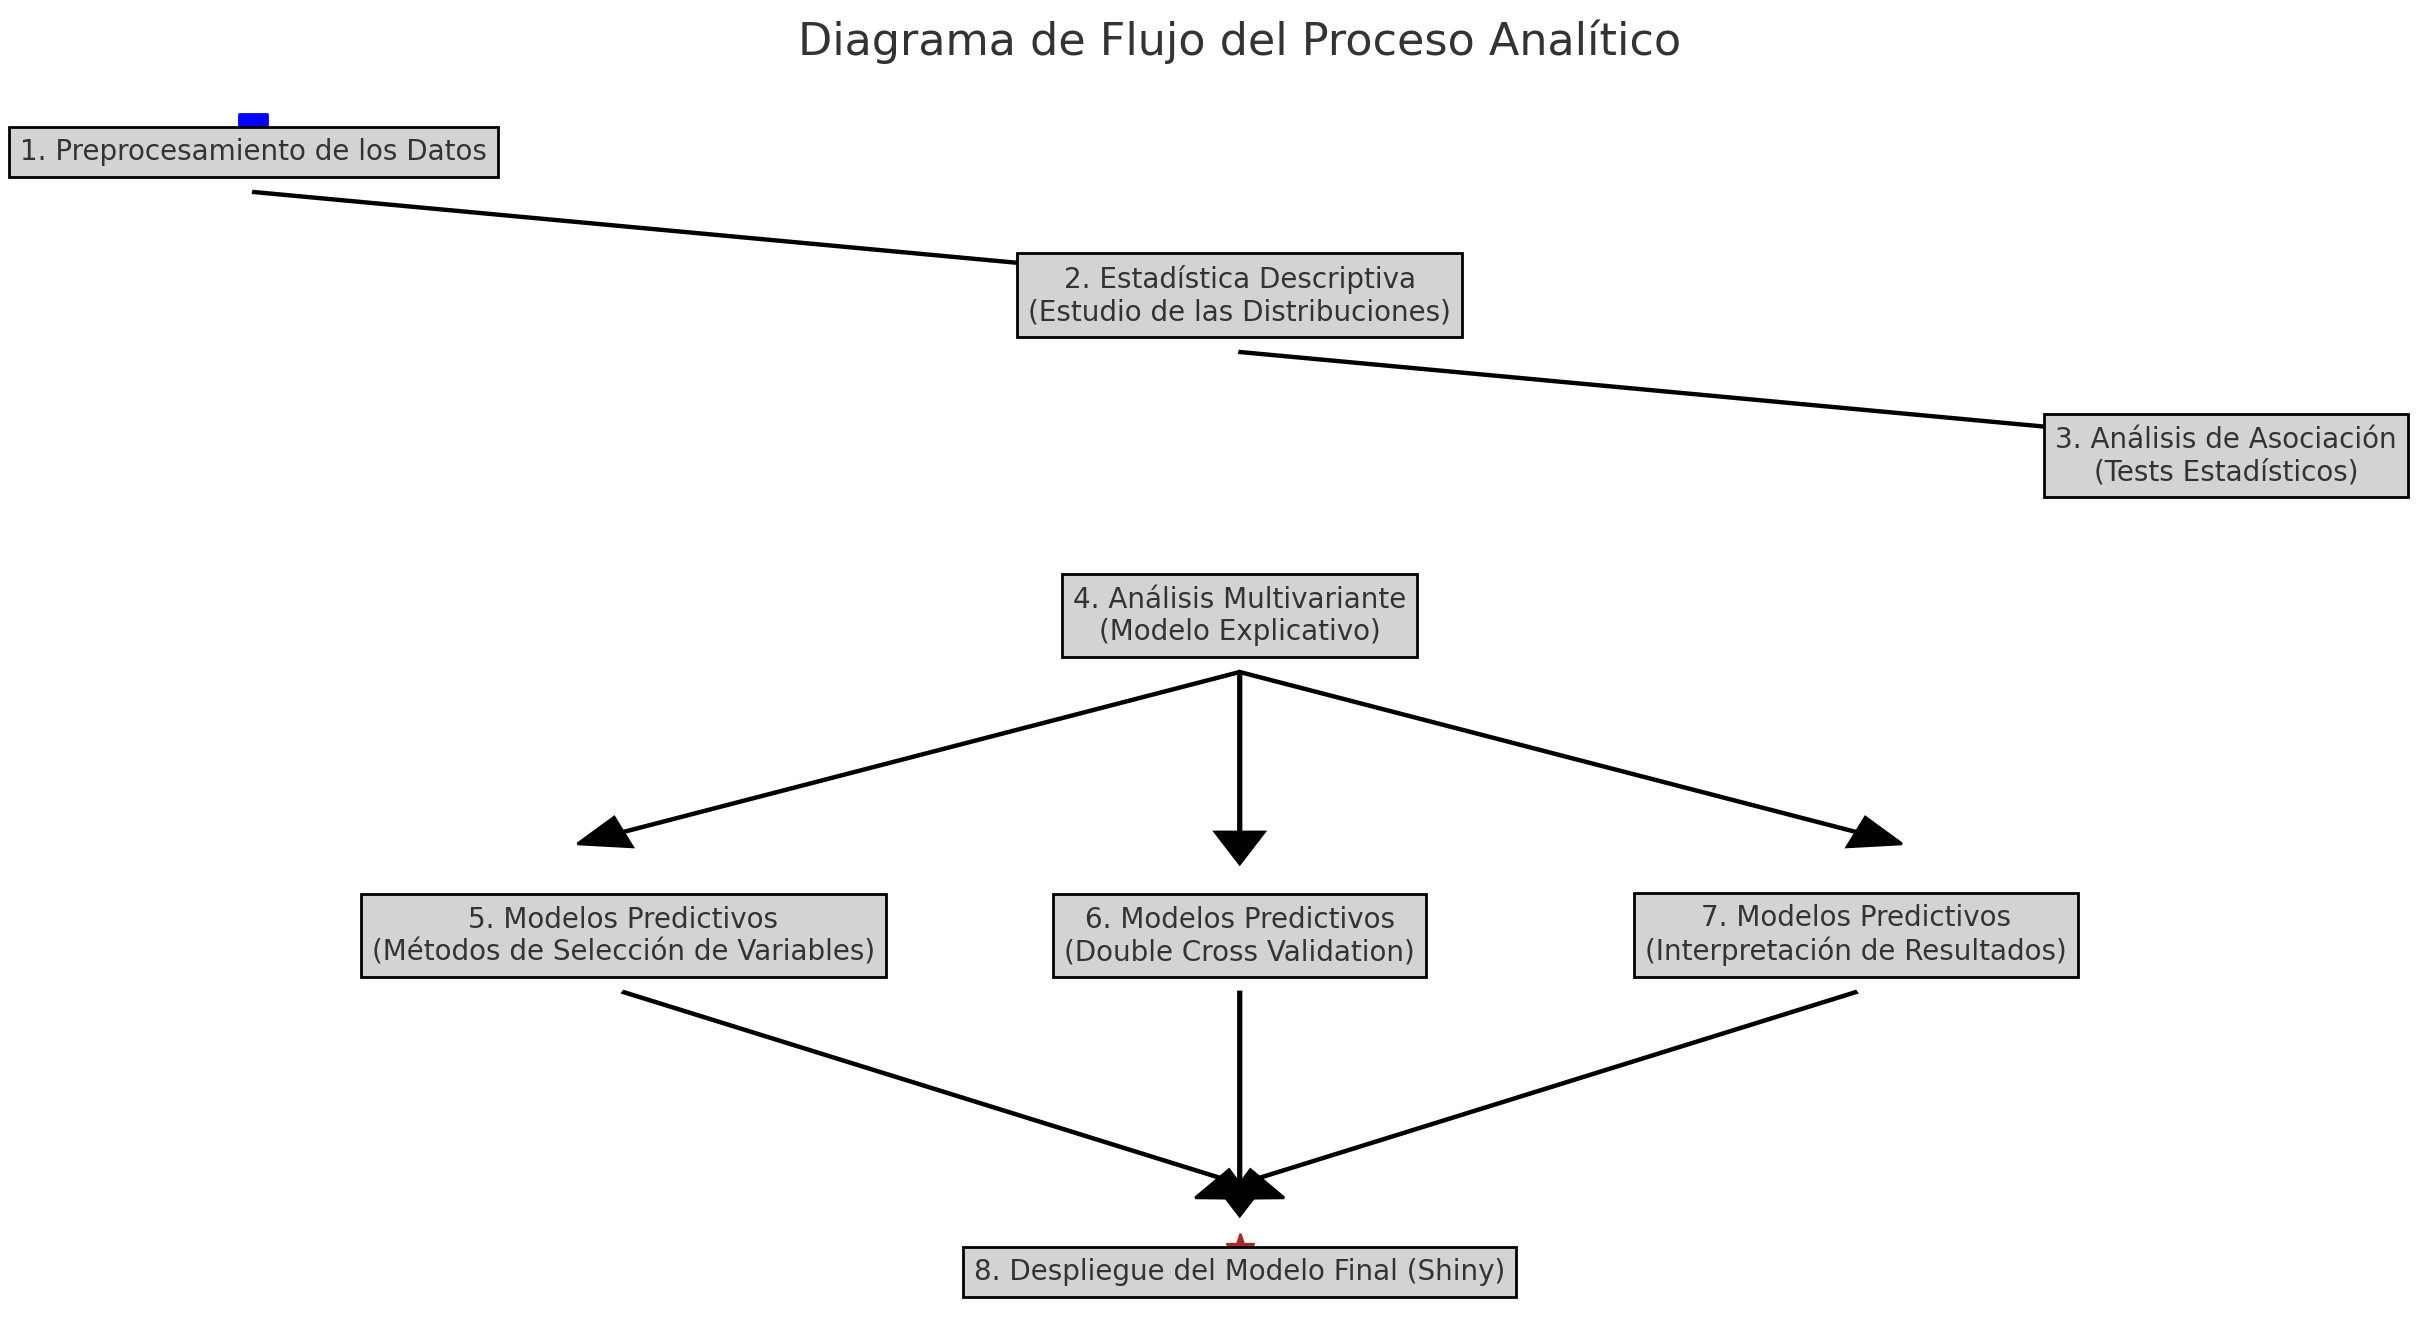 Diagrama de Flujo del Proceso Analítico
1. Preprocesamiento de los Datos
2. Estadística Descriptiva
(Estudio de las Distribuciones)
3. Análisis de Asociación
(Tests Estadísticos)
4. Análisis Multivariante
(Modelo Explicativo)
5. Modelos Predictivos
(Métodos de Selección de Variables)
6. Modelos Predictivos
(Double Cross Validation)
7. Modelos Predictivos
(Interpretación de Resultados)
8. Despliegue del Modelo Final (Shiny)